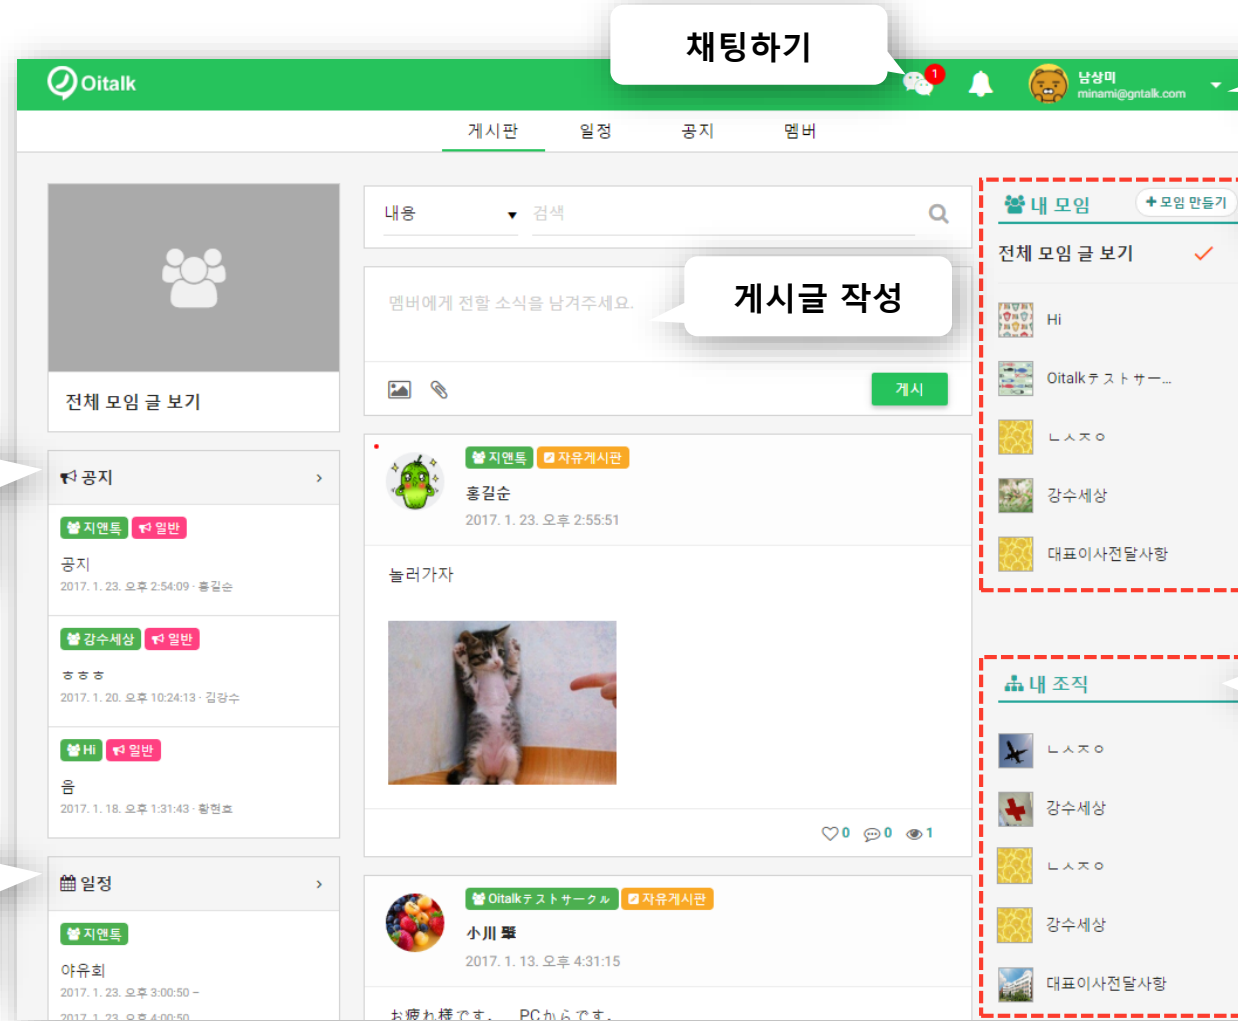 채팅하기
Oitalk
1
남상미
minami@gntalk.com
게시판 일정 공지 멤버
내용 검색
멤버에게 전할 소식을 남겨주세요.
게시글 작성
게시
전체 모임 글 보기
공지
지앤톡 일반
공지
2017. 1. 23. 오후 2:54:09 · 홍길순
강수세상 일반
ㅎㅎㅎ
2017. 1. 20. 오후 10:24:13 · 김강수
Hi 일반
음
2017. 1. 18. 오후 1:31:43 · 황현호
일정
지앤톡
야유회
2017. 1. 23. 오후 3:00:50 –
2017. 1. 23. 오후 4:00:50
지앤톡 자유게시판
홍길순
2017. 1. 23. 오후 2:55:51
놀러가자
0 0 1
Oitalkテストサークル 자유게시판
小川 肇
2017. 1. 13. 오후 4:31:15
お疲れ様です。 PCからです。
내 모임 + 모임 만들기
전체 모임 글 보기
Hi
Oitalkテストサー...
ㄴㅅㅈㅇ
강수세상
대표이사전달사항
내 조직
ㄴㅅㅈㅇ
강수세상
ㄴㅅㅈㅇ
강수세상
대표이사전달사항